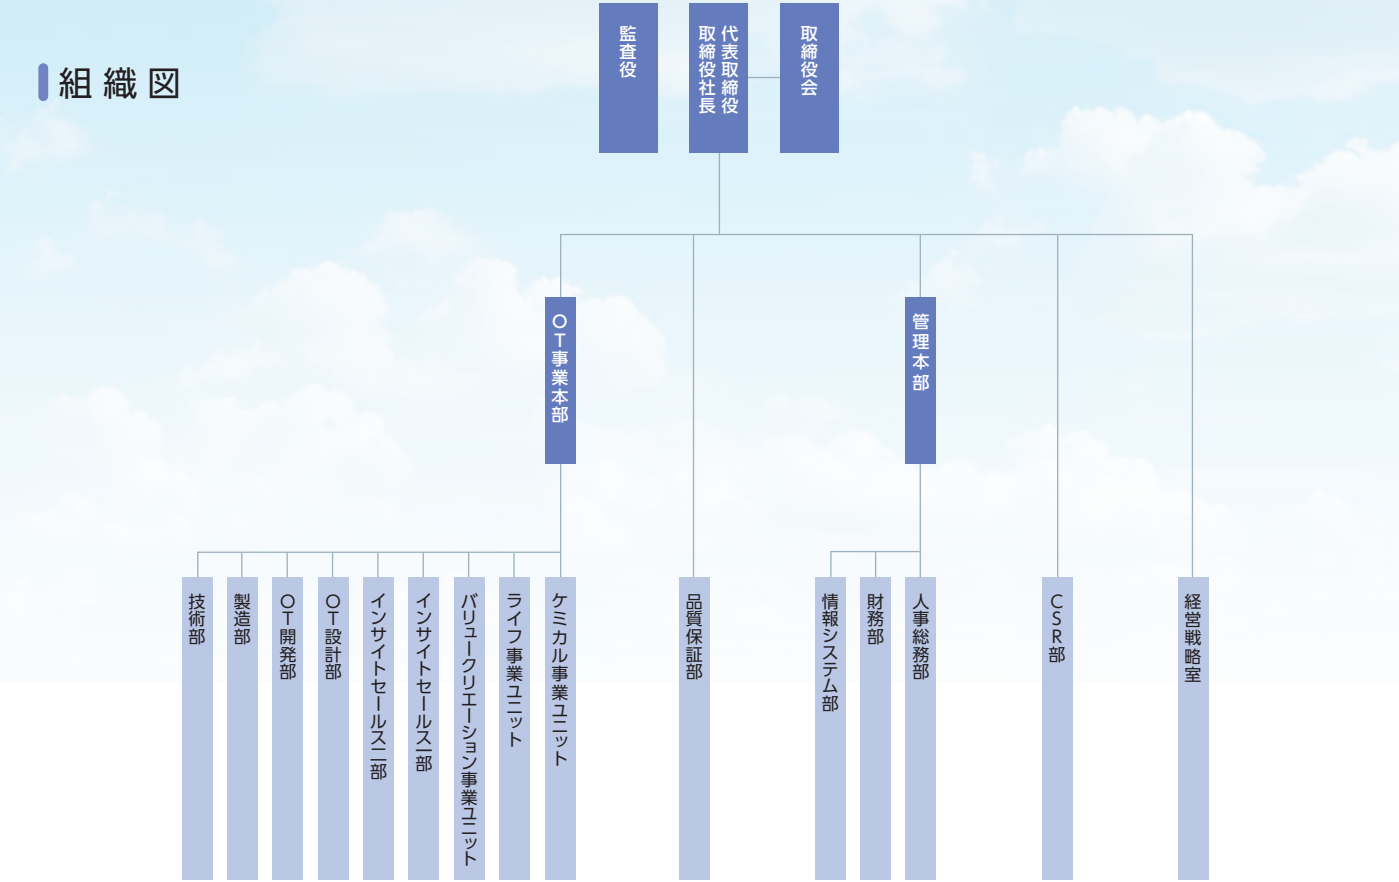 組織図
取締役会
代表取締役
取締役社長
監査役
OT事業本部
管理本部
経営戦略室
CSR部
人事総務部
財務部
情報システム部
品質保証部
ケミカル事業ユニット
ライフ事業ユニット
バリュークリエーション事業ユニット
インサイトセールス一部
インサイトセールス二部
OT設計部
OT開発部
製造部
技術部